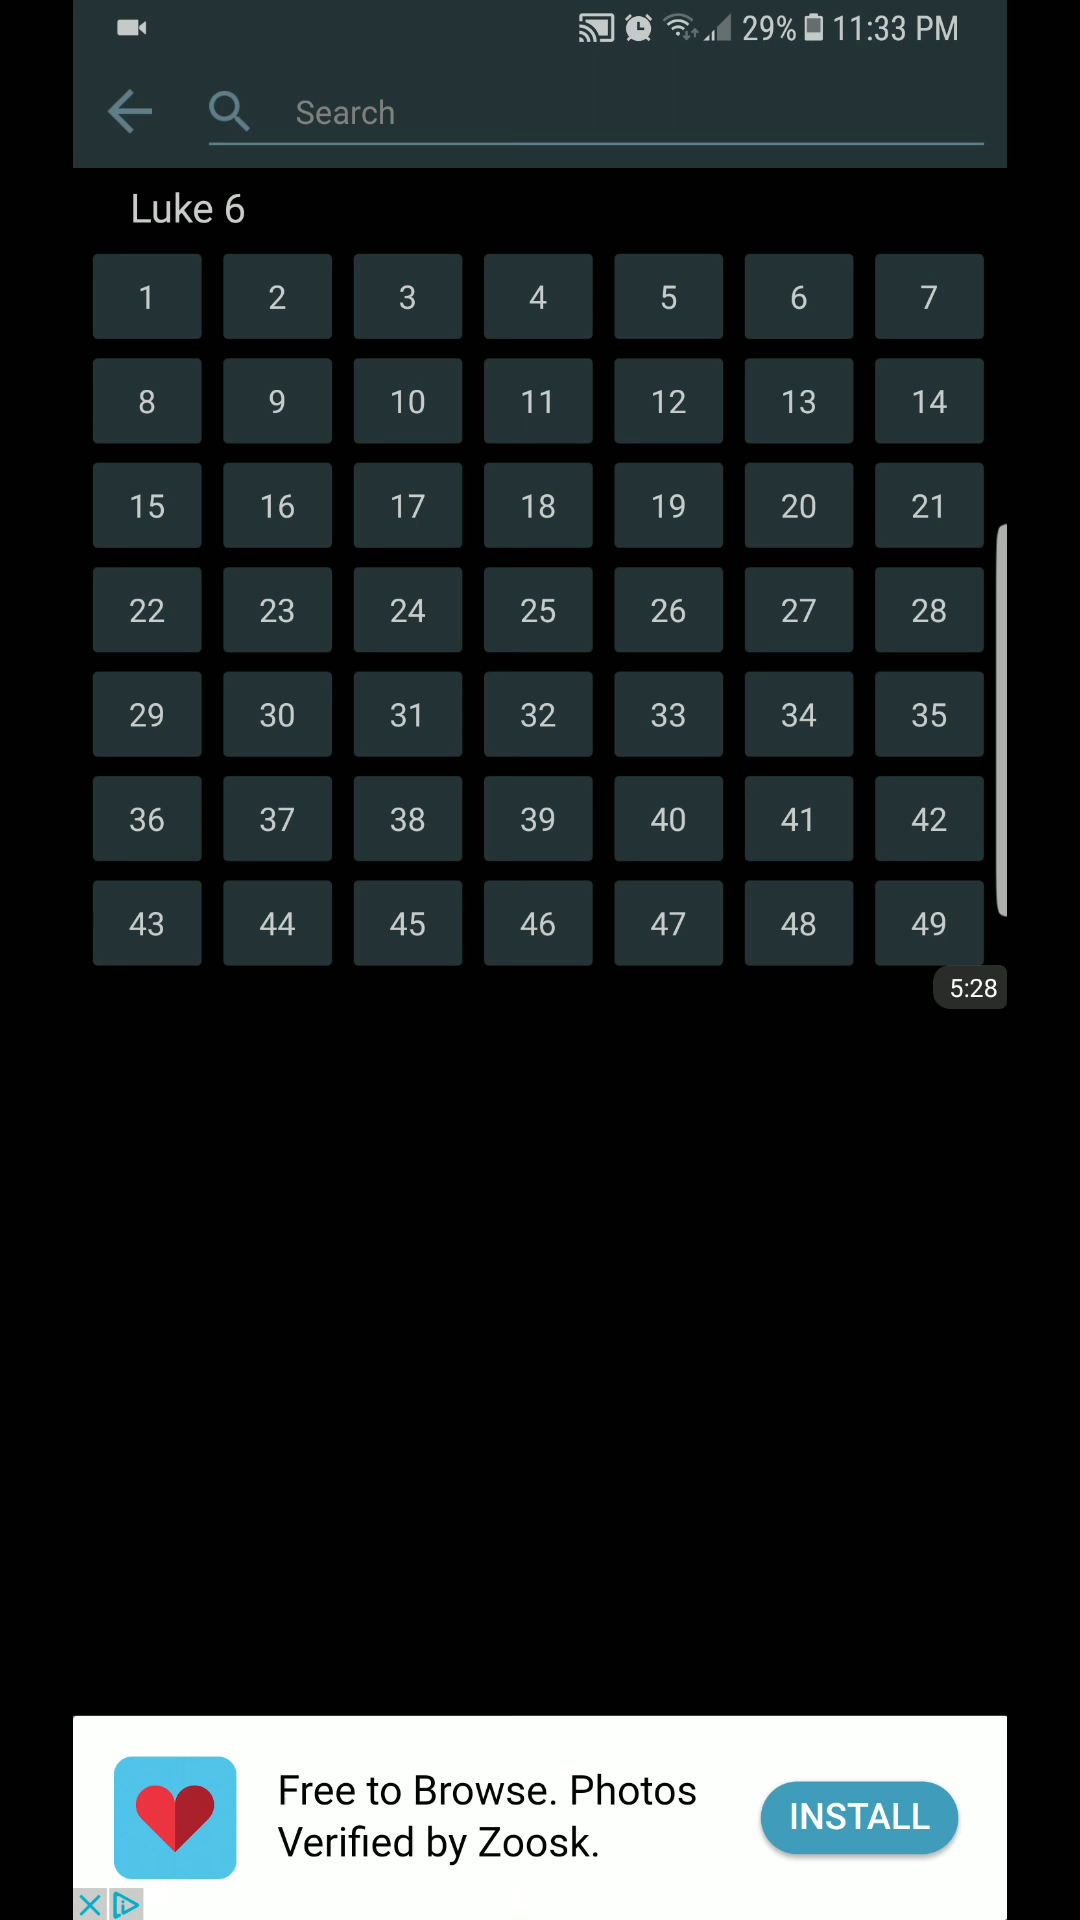 29% 11:33 PM
Search
Luke 6
1 2 3 4 5 6 7
8 9 10 11 12 13 14
15 16 17 18 19 20 21
22 23 24 25 26 27 28
29 30 31 32 33 34 35
36 37 38 39 40 41 42
43 44 45 46 47 48 49
5:28
Free to Browse. Photos
Verified by Zoosk.
INSTALL